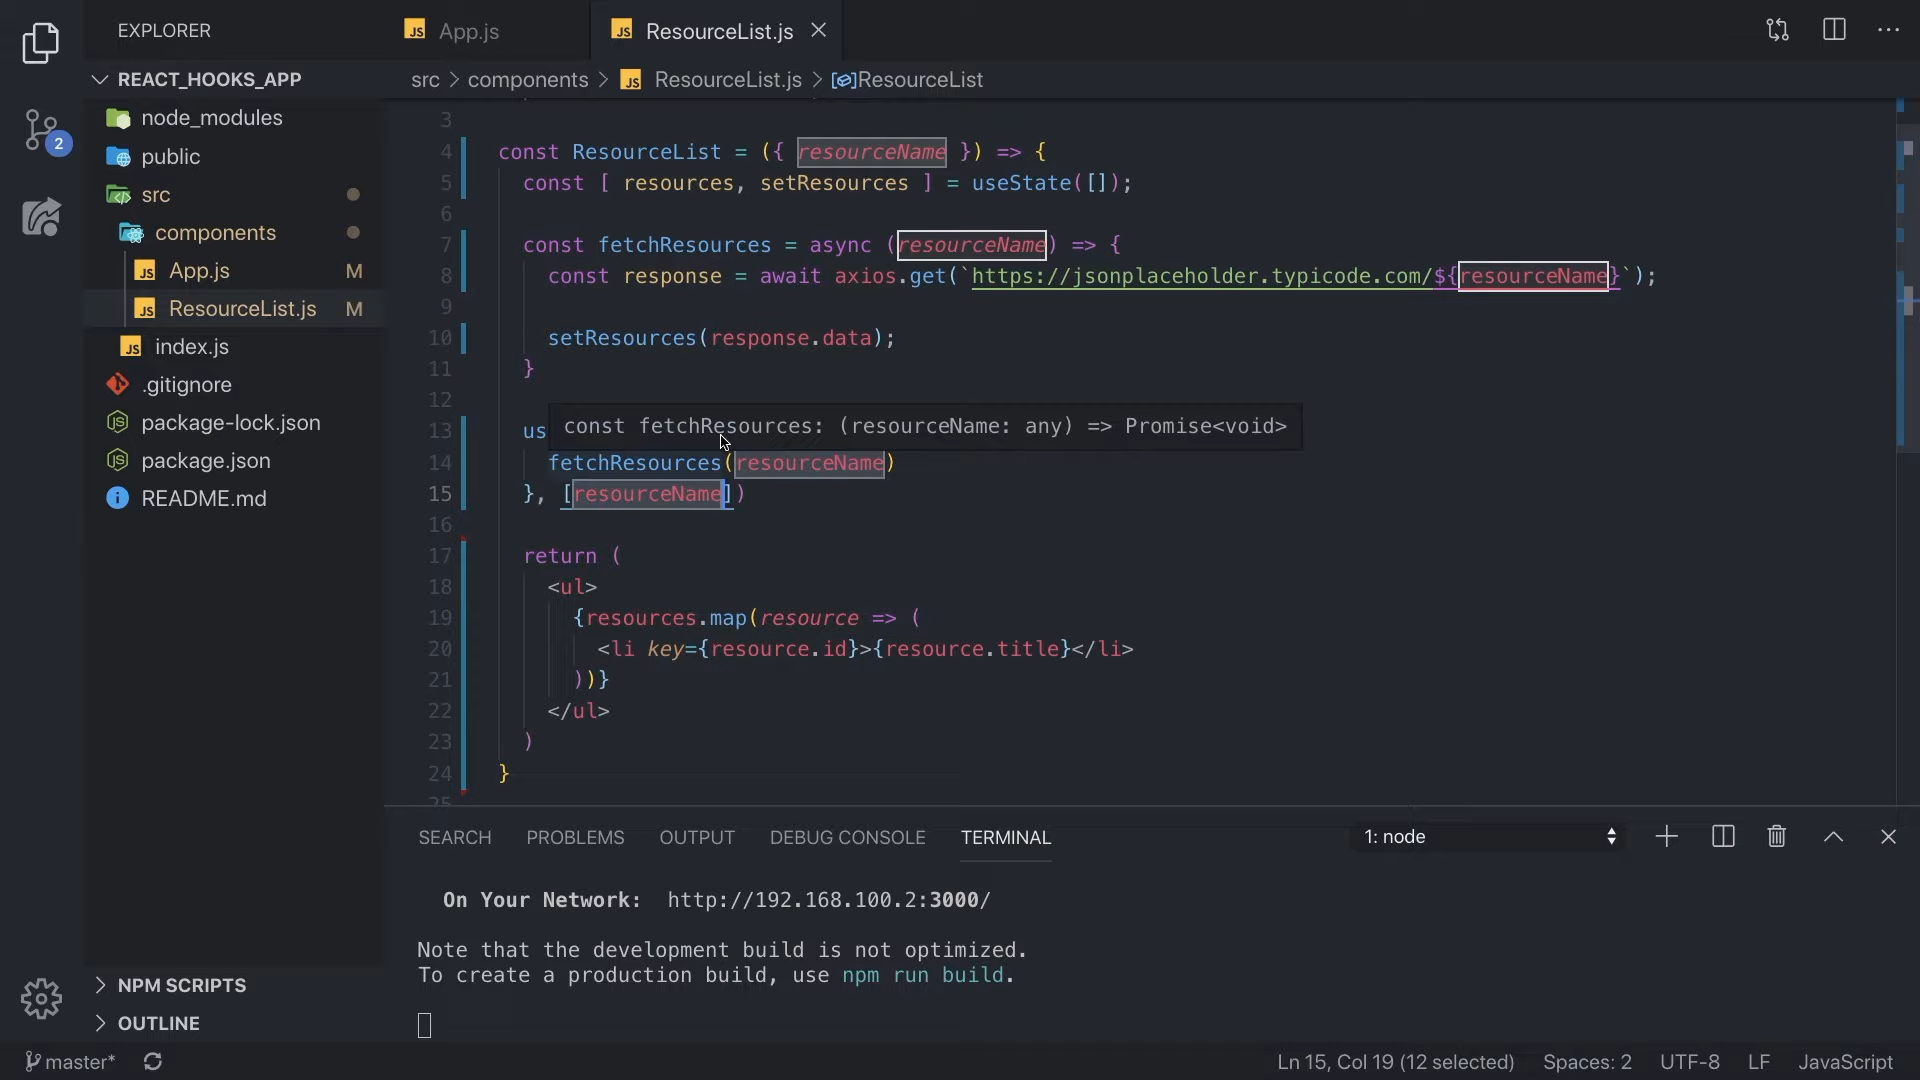 EXPLORER
App.js
ResourceList.js
REACT_HOOKS_APP
src > components > ResourceList.js > ResourceList
node_modules
public
src
components
App.js M
ResourceList.js M
index.js
.gitignore
package-lock.json
package.json
README.md
2
3
4 const ResourceList = ({ resourceName }) => {
5 const [ resources, setResources ] = useState([]);
6
7 const fetchResources = async (resourceName) => {
8 const response = await axios.get(`https://jsonplaceholder.typicode.com/${resourceName}`);
9
10 setResources(response.data);
11 }
12
const fetchResources: (resourceName: any) => Promise<void>
13 us
14 fetchResources(resourceName)
15 }, [resourceName])
16
17 return (
18 <ul>
19 {resources.map(resource => (
20 <li key={resource.id}>{resource.title}</li>
21 ))}
22 </ul>
23 )
24 }
25
SEARCH PROBLEMS OUTPUT DEBUG CONSOLE TERMINAL 1: node
On Your Network: http://192.168.100.2:3000/
Note that the development build is not optimized.
To create a production build, use npm run build.
NPM SCRIPTS
OUTLINE
master* Ln 15, Col 19 (12 selected) Spaces: 2 UTF-8 LF JavaScript